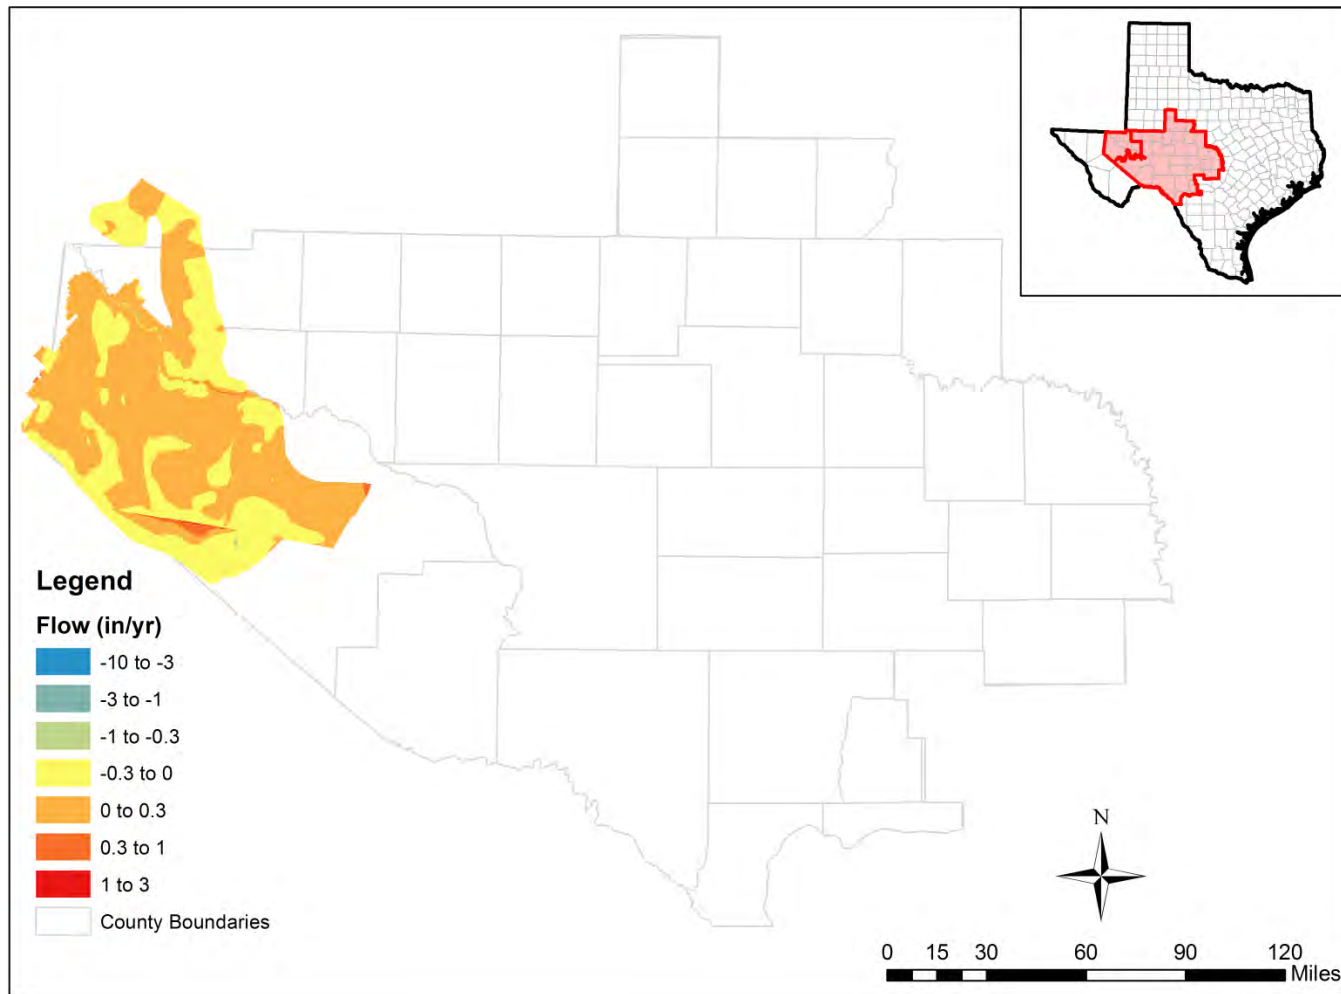 Legend
Flow (in/yr)
-10 to -3
-3 to -1
-1 to -0.3
-0.3 to 0
0 to 0.3
0.3 to 1
1 to 3
County Boundaries
N
0 15 30 60 90 120
Miles